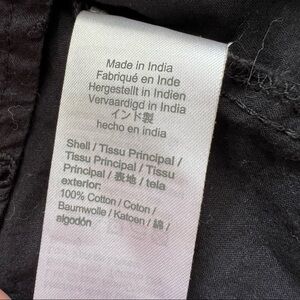 Made in India
Fabriqué en Inde
Hergestellt in Indien
Vervaardigd in India
インド製
hecho en india
Shell / Tissu Principal /
Tissu Principal / Tissu
Principal / 表地 / tela
exterior:
100% Cotton / Coton /
Baumwolle / Katoen / 綿 /
algodón